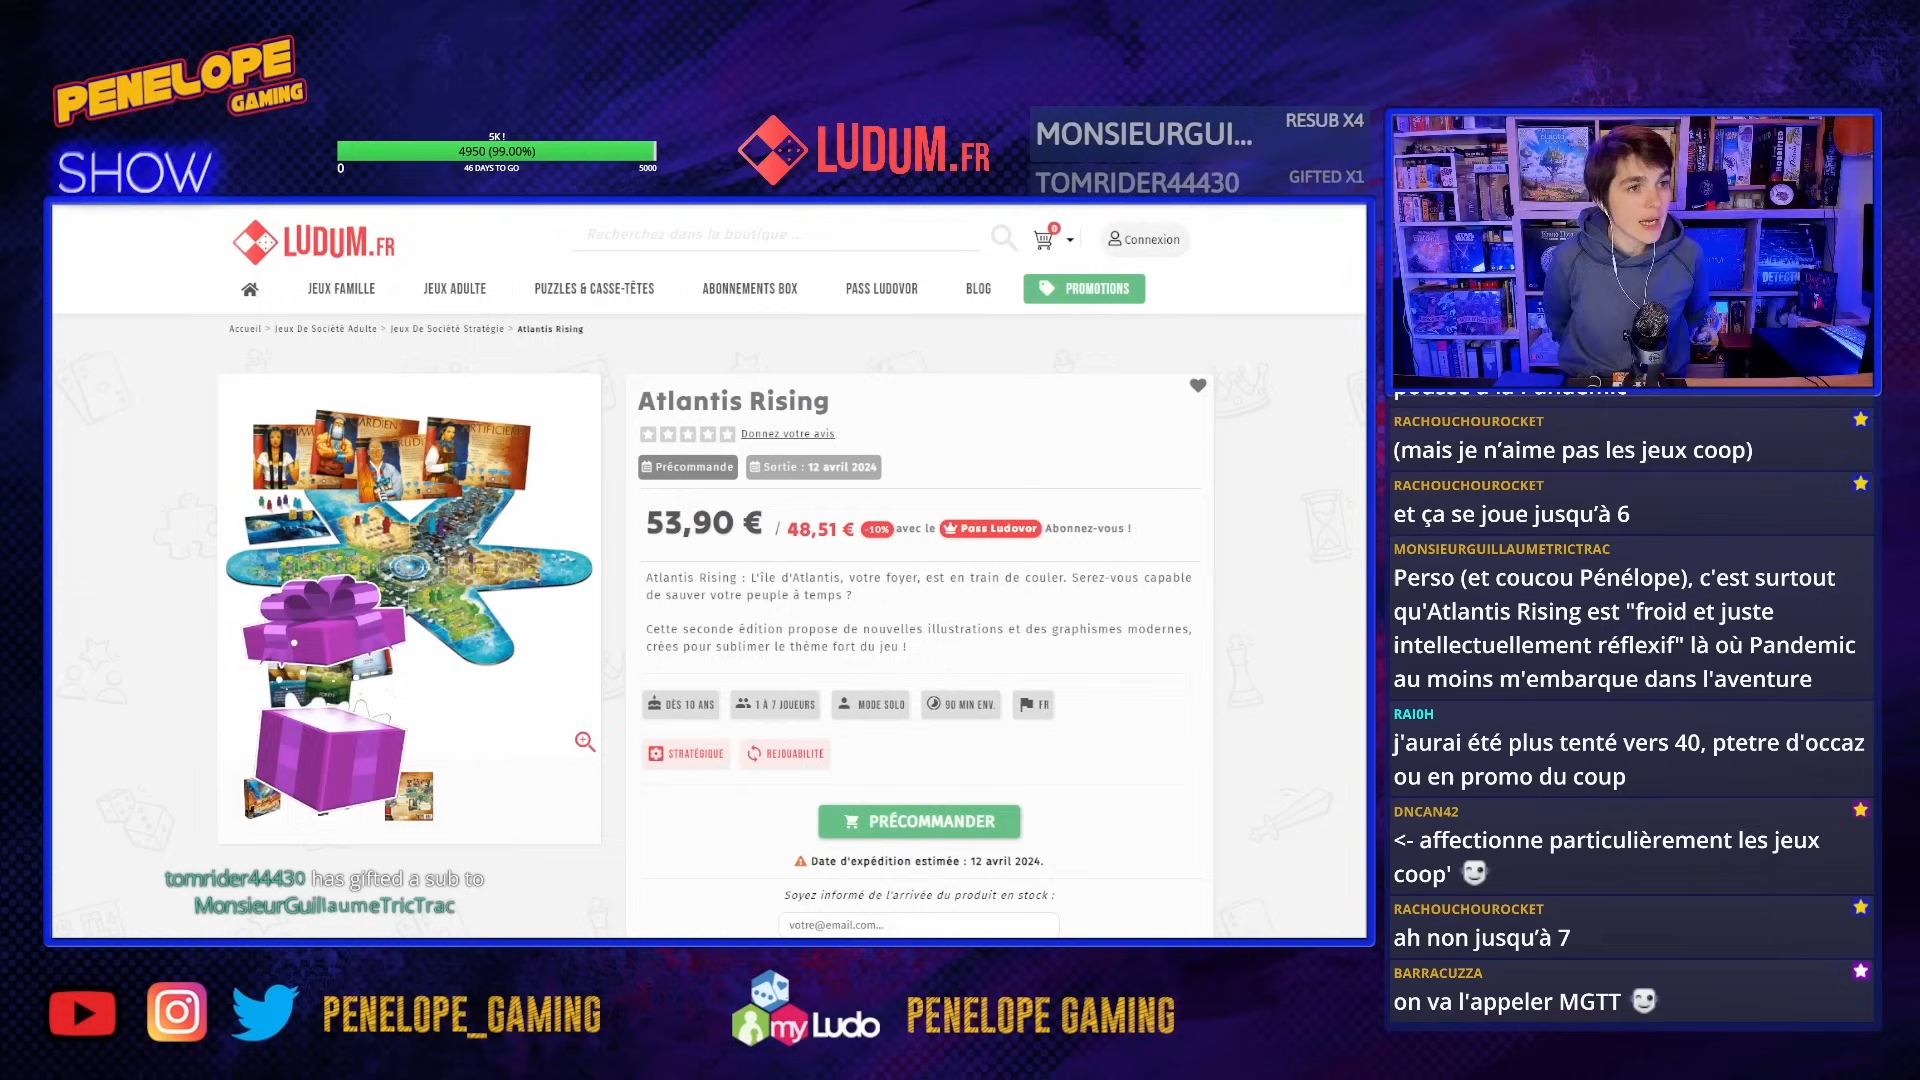 PENELOPE
GAMING
SHOW
5K !
4950 (99.00%)
0
46 DAYS TO GO
5000
LUDUM.FR
MONSIEURGUI...
RESUB X4
TOMRIDER44430
GIFTED X1
LUDUM.FR
Recherchez dans la boutique ...
0
Connexion
JEUX FAMILLE
JEUX ADULTE
PUZZLES & CASSE-TÊTES
ABONNEMENTS BOX
PASS LUDOVOR
BLOG
PROMOTIONS
Accueil > Jeux De Société Adulte > Jeux De Société Stratégie > Atlantis Rising
Atlantis Rising
Donnez votre avis
Précommande
Sortie : 12 avril 2024
53,90 € / 48,51 € -10% avec le Pass Ludovor Abonnez-vous !
Atlantis Rising : L'île d'Atlantis, votre foyer, est en train de couler. Serez-vous capable
de sauver votre peuple à temps ?
Cette seconde édition propose de nouvelles illustrations et des graphismes modernes,
crées pour sublimer le thème fort du jeu !
DÈS 10 ANS
1 À 7 JOUEURS
MODE SOLO
90 MIN ENV.
FR
STRATÉGIQUE
REJOUABILITÉ
PRÉCOMMANDER
Date d'expédition estimée : 12 avril 2024.
Soyez informé de l'arrivée du produit en stock :
votre@email.com...
tomrider44430 has gifted a sub to
MonsieurGuillaumeTricTrac
RACHOUCHOUROCKET
(mais je n’aime pas les jeux coop)
RACHOUCHOUROCKET
et ça se joue jusqu’à 6
MONSIEURGUILLAUMETRICTRAC
Perso (et coucou Pénélope), c'est surtout
qu'Atlantis Rising est "froid et juste
intellectuellement réflexif" là où Pandemic
au moins m'embarque dans l'aventure
RAI0H
j'aurai été plus tenté vers 40, ptetre d'occaz
ou en promo du coup
DNCAN42
<- affectionne particulièrement les jeux
coop'
RACHOUCHOUROCKET
ah non jusqu’à 7
BARRACUZZA
on va l'appeler MGTT
PENELOPE_GAMING
myLudo
PENELOPE GAMING